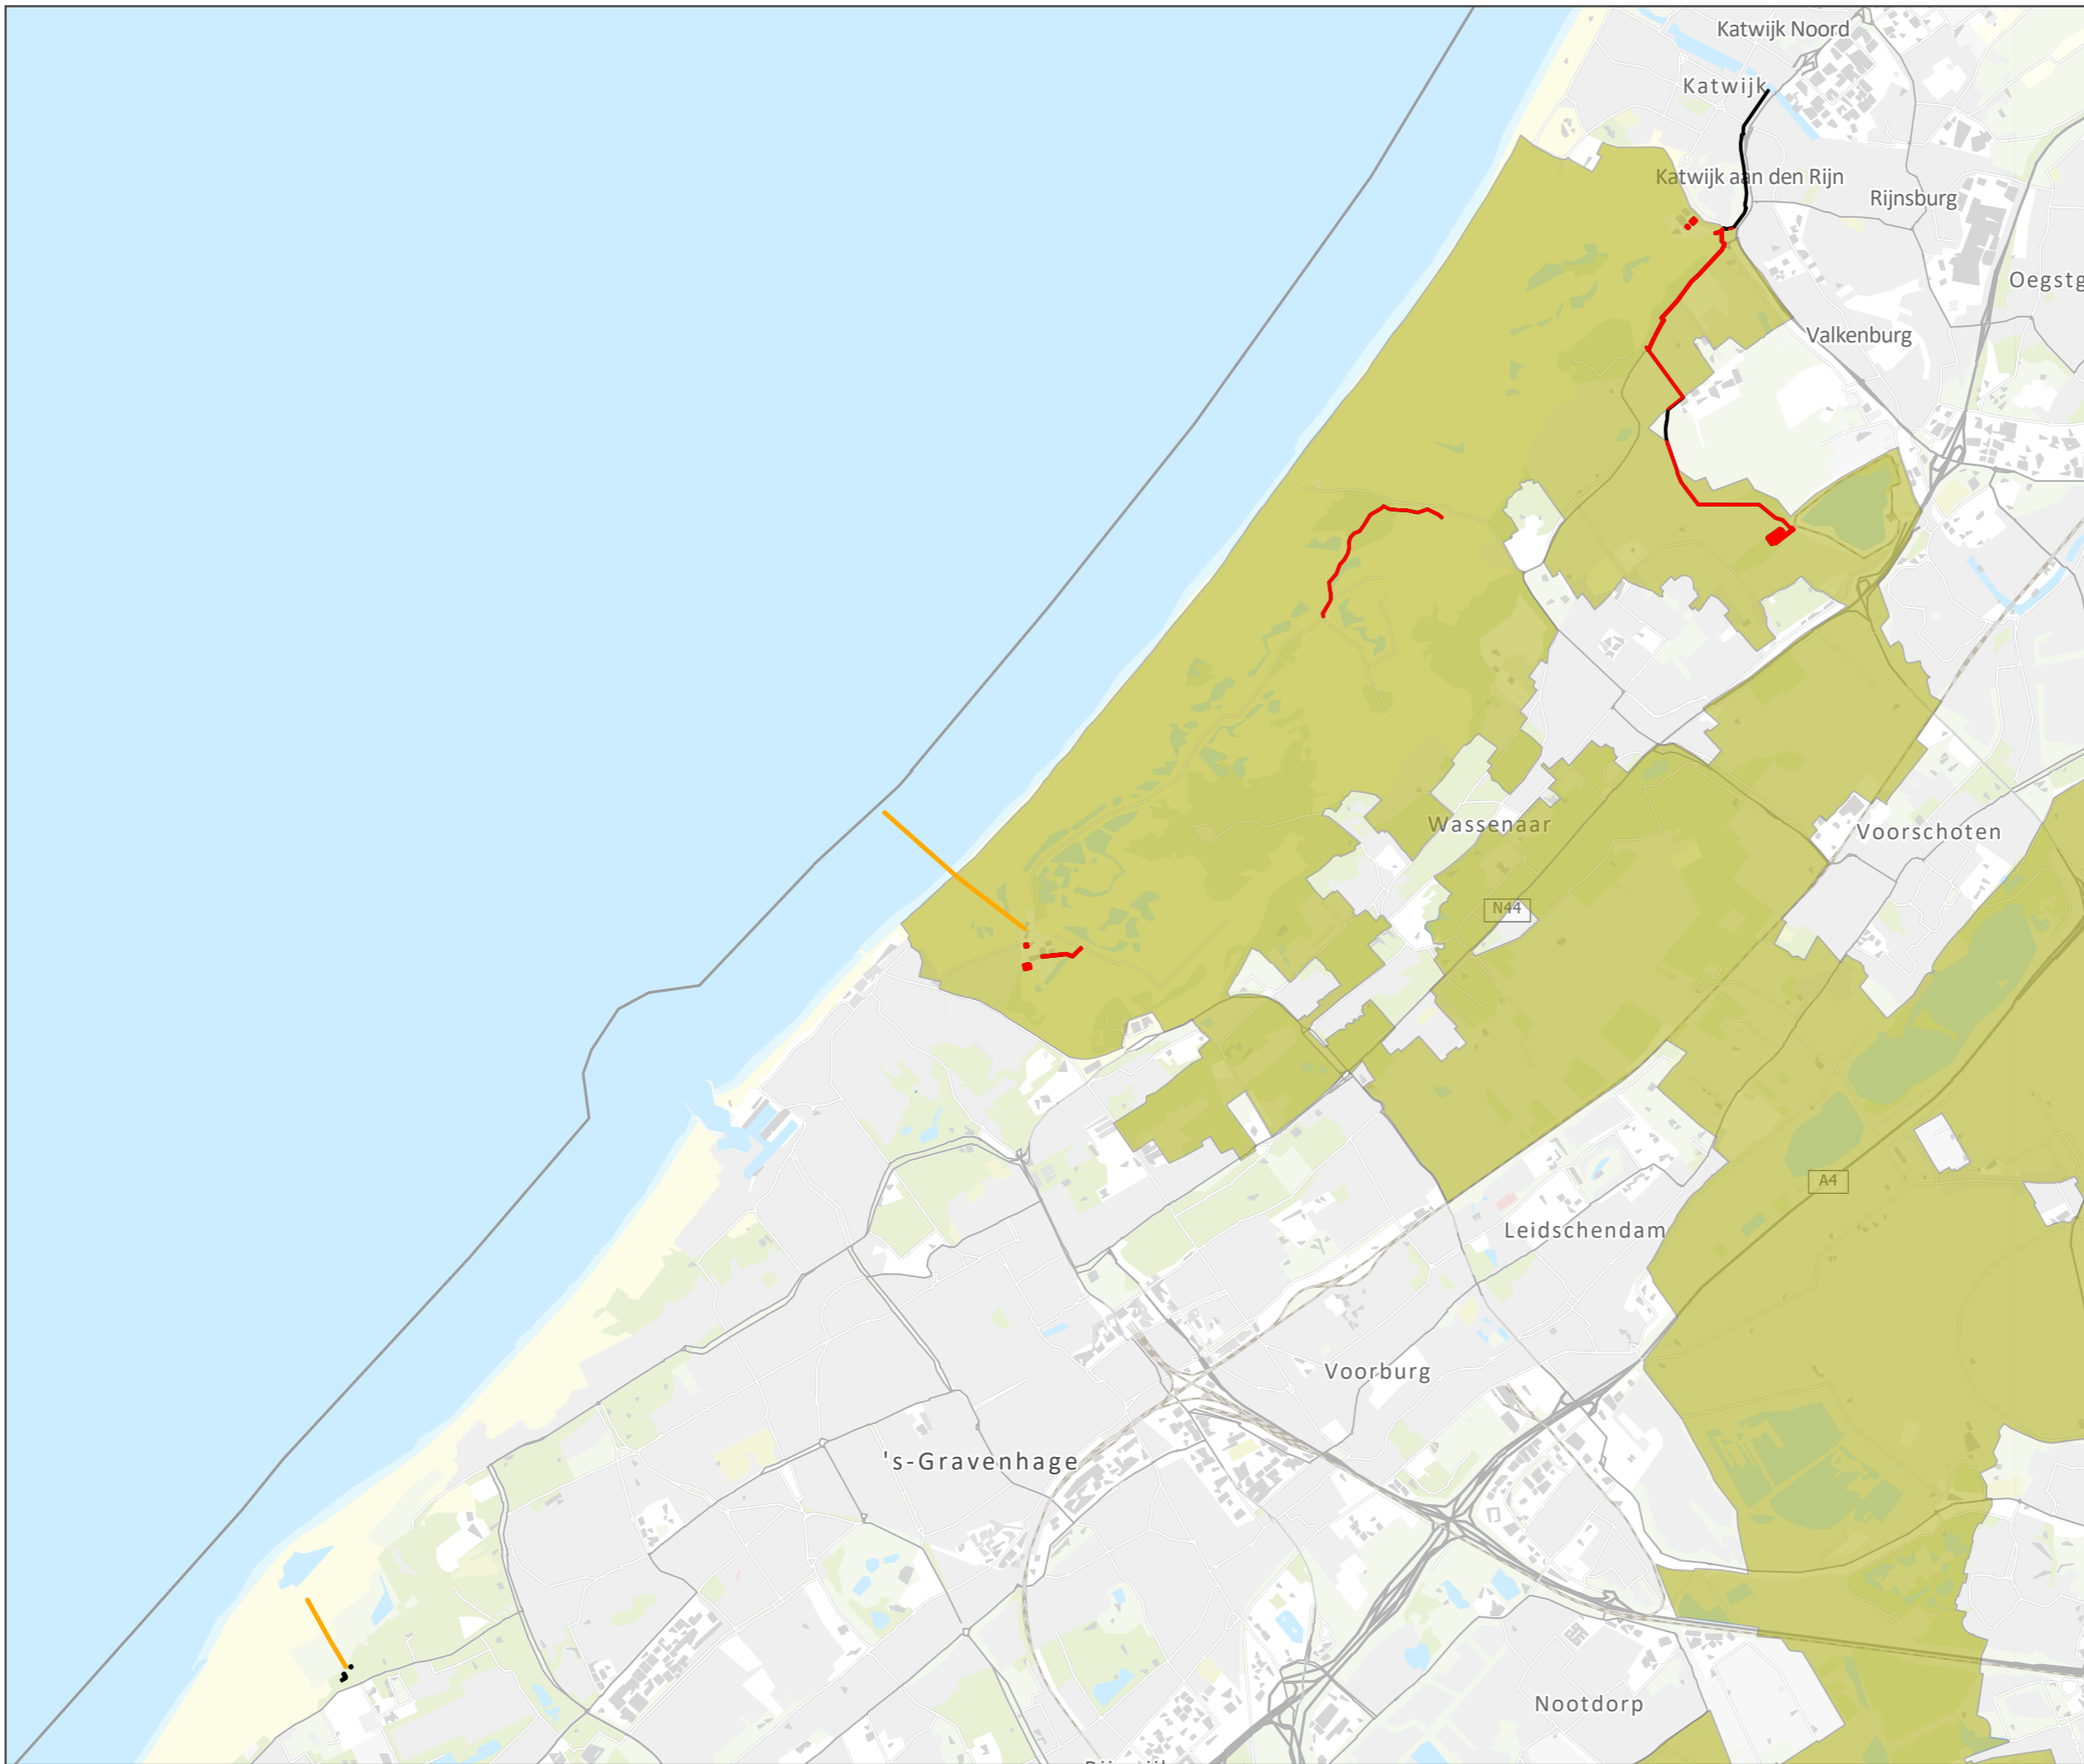 Katwijk Noord
Katwijk
Katwijk aan den Rijn
Rijnsburg
Oegstg
Valkenburg
Wassenaar
Voorschoten
N44
A4
Leidschendam
Voorburg
's-Gravenhage
Nootdorp